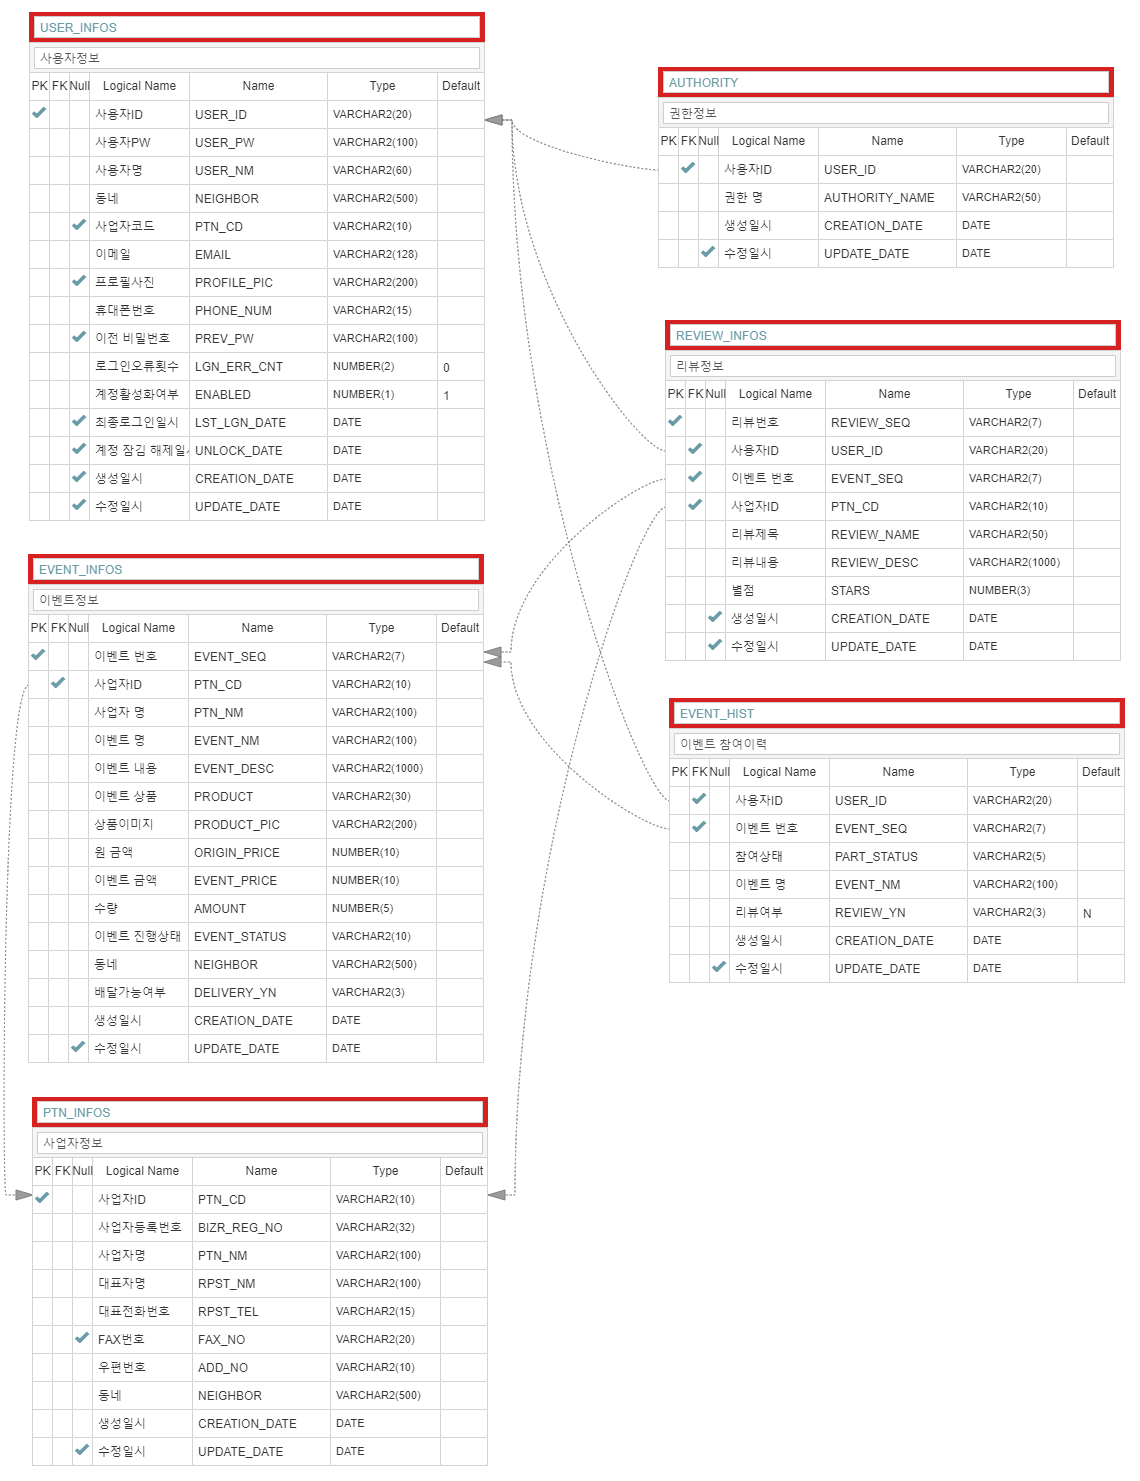 USER_INFOS
사용자정보
PK FK Null Logical Name Name Type Default
사용자ID USER_ID VARCHAR2(20)
사용자PW USER_PW VARCHAR2(100)
사용자명 USER_NM VARCHAR2(60)
동네 NEIGHBOR VARCHAR2(500)
사업자코드 PTN_CD VARCHAR2(10)
이메일 EMAIL VARCHAR2(128)
프로필사진 PROFILE_PIC VARCHAR2(200)
휴대폰번호 PHONE_NUM VARCHAR2(15)
이전 비밀번호 PREV_PW VARCHAR2(100)
로그인오류횟수 LGN_ERR_CNT NUMBER(2) 0
계정활성화여부 ENABLED NUMBER(1) 1
최종로그인일시 LST_LGN_DATE DATE
계정 잠김 해제일 UNLOCK_DATE DATE
생성일시 CREATION_DATE DATE
수정일시 UPDATE_DATE DATE
AUTHORITY
권한정보
PK FK Null Logical Name Name Type Default
사용자ID USER_ID VARCHAR2(20)
권한 명 AUTHORITY_NAME VARCHAR2(50)
생성일시 CREATION_DATE DATE
수정일시 UPDATE_DATE DATE
REVIEW_INFOS
리뷰정보
PK FK Null Logical Name Name Type Default
리뷰번호 REVIEW_SEQ VARCHAR2(7)
사용자ID USER_ID VARCHAR2(20)
이벤트 번호 EVENT_SEQ VARCHAR2(7)
사업자ID PTN_CD VARCHAR2(10)
리뷰제목 REVIEW_NAME VARCHAR2(50)
리뷰내용 REVIEW_DESC VARCHAR2(1000)
별점 STARS NUMBER(3)
생성일시 CREATION_DATE DATE
수정일시 UPDATE_DATE DATE
EVENT_INFOS
이벤트정보
PK FK Null Logical Name Name Type Default
이벤트 번호 EVENT_SEQ VARCHAR2(7)
사업자ID PTN_CD VARCHAR2(10)
사업자 명 PTN_NM VARCHAR2(100)
이벤트 명 EVENT_NM VARCHAR2(100)
이벤트 내용 EVENT_DESC VARCHAR2(1000)
이벤트 상품 PRODUCT VARCHAR2(30)
상품이미지 PRODUCT_PIC VARCHAR2(200)
원 금액 ORIGIN_PRICE NUMBER(10)
이벤트 금액 EVENT_PRICE NUMBER(10)
수량 AMOUNT NUMBER(5)
이벤트 진행상태 EVENT_STATUS VARCHAR2(10)
동네 NEIGHBOR VARCHAR2(500)
배달가능여부 DELIVERY_YN VARCHAR2(3)
생성일시 CREATION_DATE DATE
수정일시 UPDATE_DATE DATE
EVENT_HIST
이벤트 참여이력
PK FK Null Logical Name Name Type Default
사용자ID USER_ID VARCHAR2(20)
이벤트 번호 EVENT_SEQ VARCHAR2(7)
참여상태 PART_STATUS VARCHAR2(5)
이벤트 명 EVENT_NM VARCHAR2(100)
리뷰여부 REVIEW_YN VARCHAR2(3) N
생성일시 CREATION_DATE DATE
수정일시 UPDATE_DATE DATE
PTN_INFOS
사업자정보
PK FK Null Logical Name Name Type Default
사업자ID PTN_CD VARCHAR2(10)
사업자등록번호 BIZR_REG_NO VARCHAR2(32)
사업자명 PTN_NM VARCHAR2(100)
대표자명 RPST_NM VARCHAR2(100)
대표전화번호 RPST_TEL VARCHAR2(15)
FAX번호 FAX_NO VARCHAR2(20)
우편번호 ADD_NO VARCHAR2(10)
동네 NEIGHBOR VARCHAR2(500)
생성일시 CREATION_DATE DATE
수정일시 UPDATE_DATE DATE